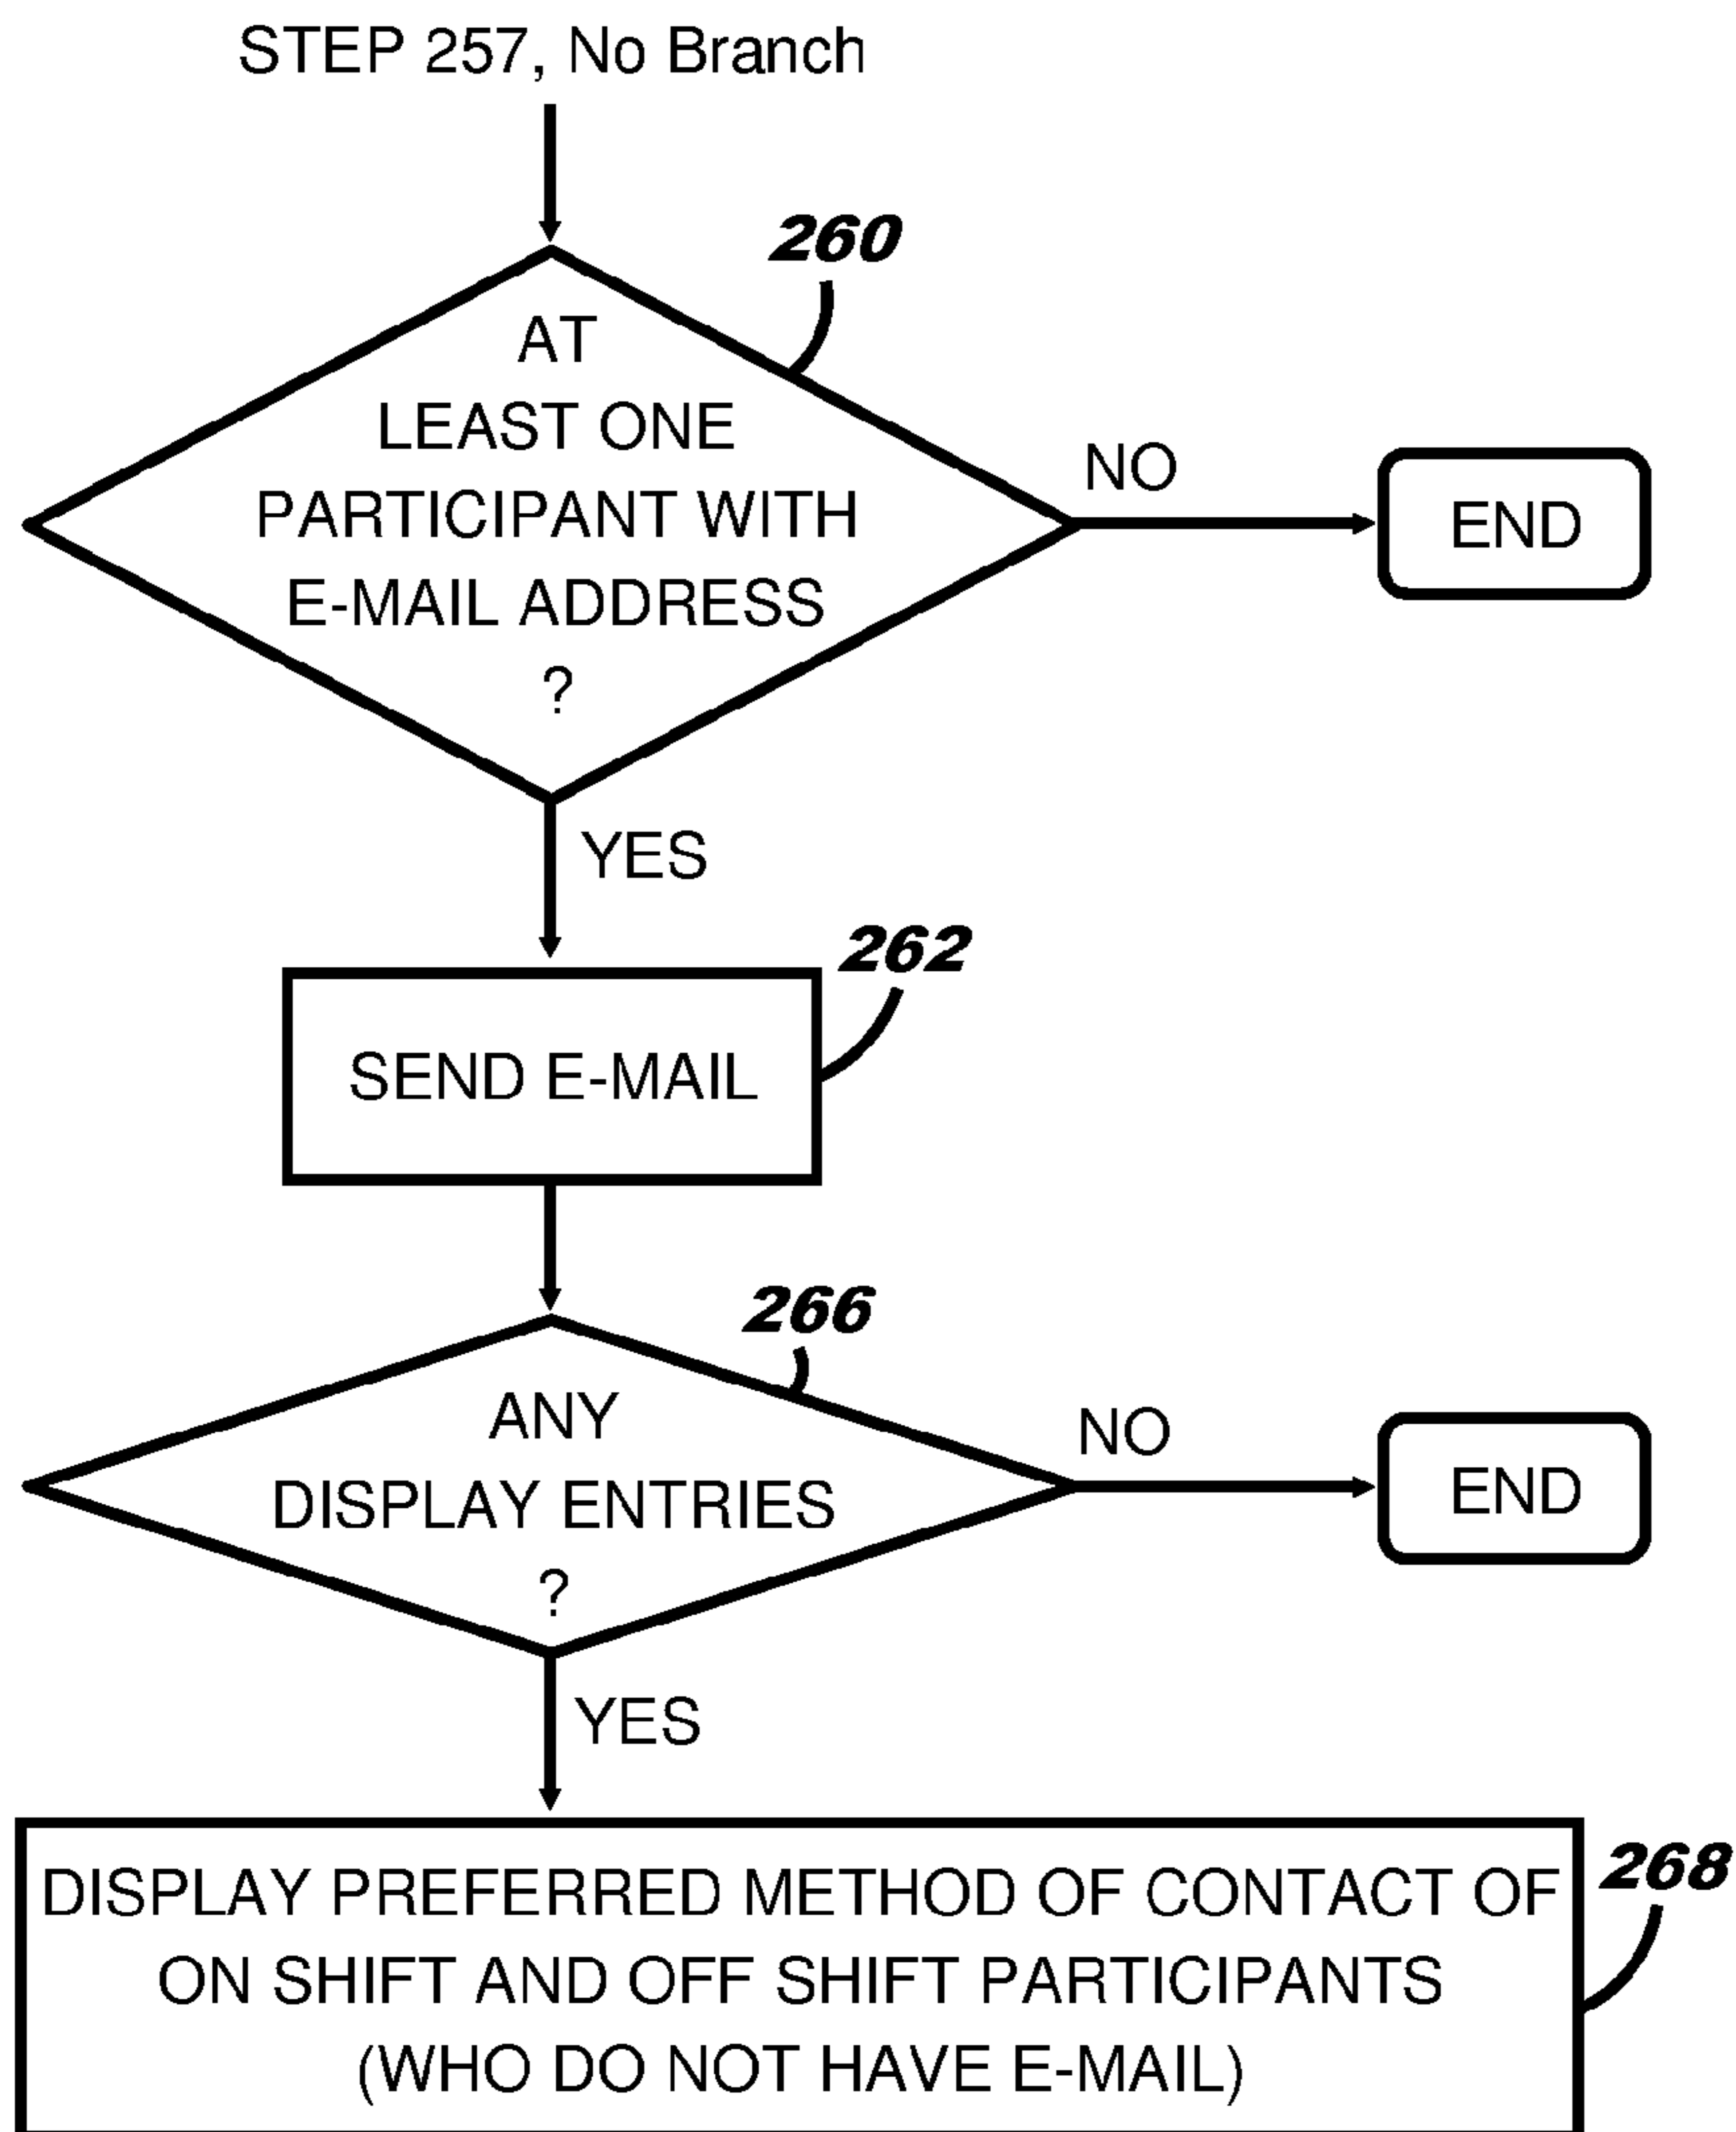 STEP 257, No Branch
260
AT
LEAST ONE
PARTICIPANT WITH
E-MAIL ADDRESS
?
NO
END
YES
262
SEND E-MAIL
266
ANY
DISPLAY ENTRIES
?
NO
END
YES
DISPLAY PREFERRED METHOD OF CONTACT OF
ON SHIFT AND OFF SHIFT PARTICIPANTS
(WHO DO NOT HAVE E-MAIL)
268